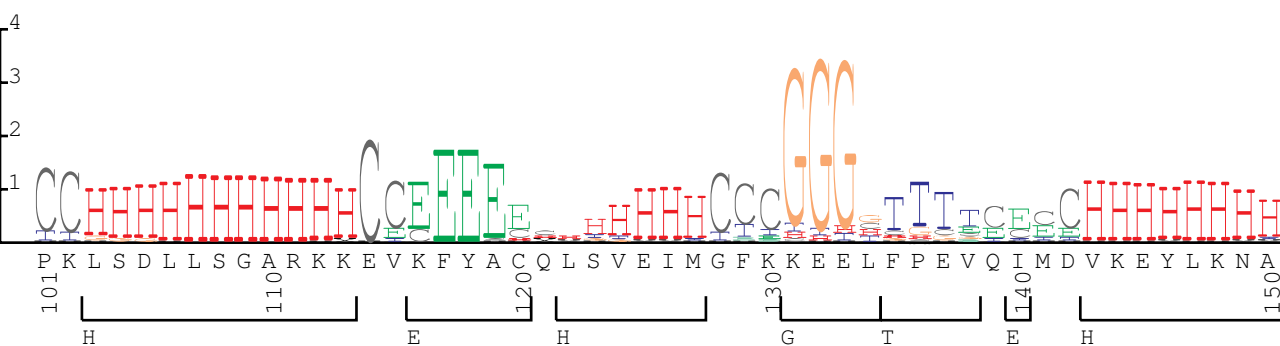 4
3
2
1
C C H H H H H H H H H H H C C E E E E E H H H H H C C C G G G T T T T C E C C H H H H H H H H
P K L S D L L S G A R K K E V K F Y A C Q L S V E I M G F K K E E L F P E V Q I M D V K E Y L K N A
101 110 120 130 140 150
H E H G T E H